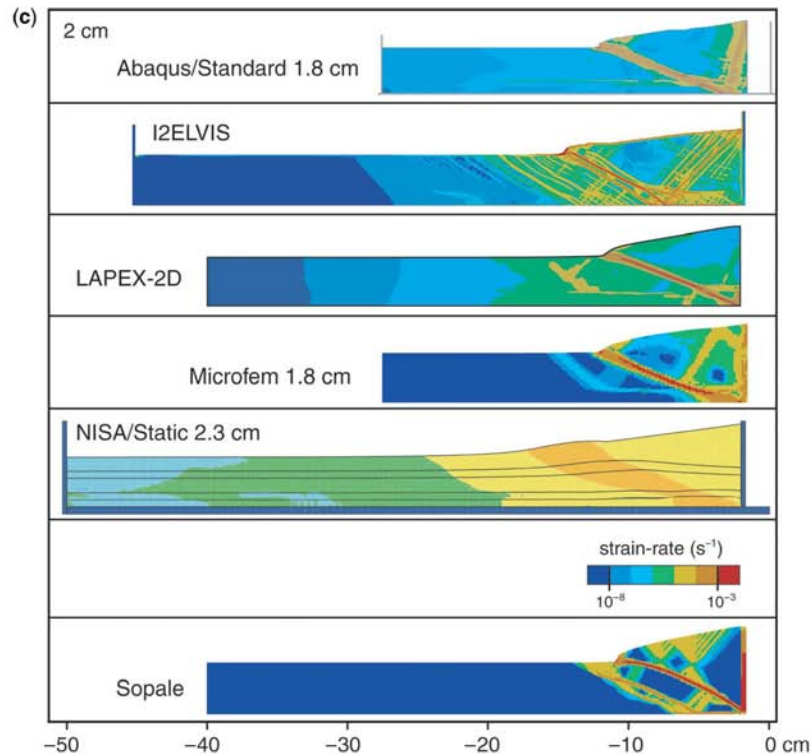 (c)
2 cm
Abaqus/Standard 1.8 cm
I2ELVIS
LAPEX-2D
Microfem 1.8 cm
NISA/Static 2.3 cm
strain-rate (s⁻¹)
10⁻⁸ 10⁻³
Sopale
−50 −40 −30 −20 −10 −0 cm